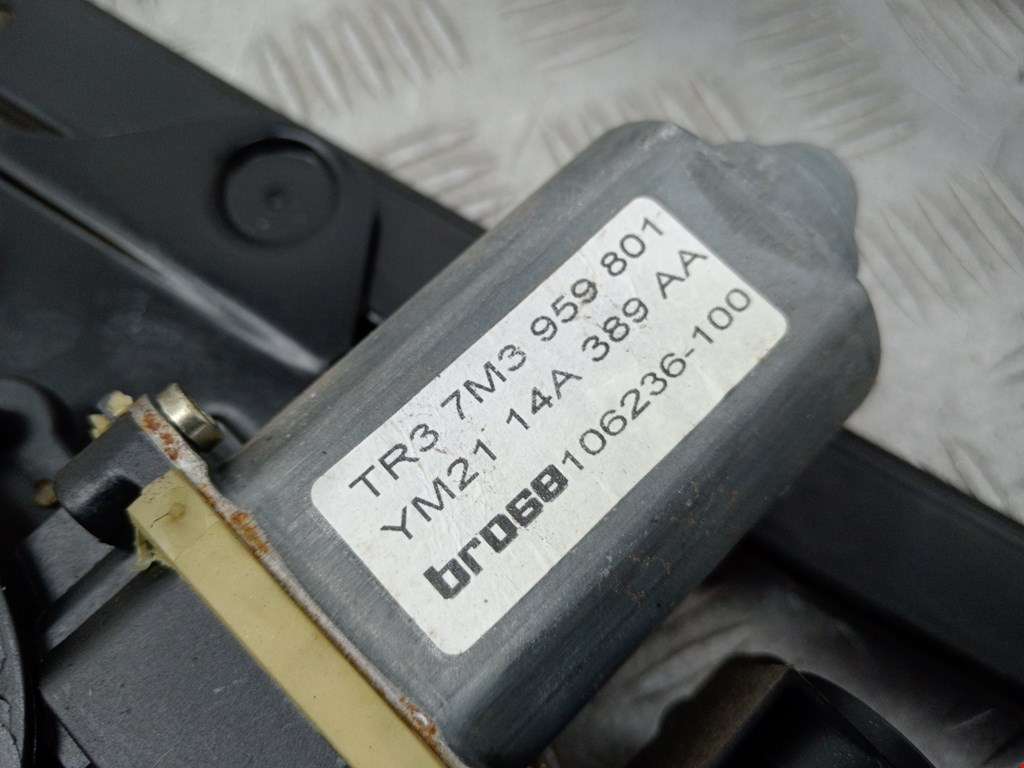 TR3 7M3 959 801
YM21 14A 389 AA
brose 106236-100